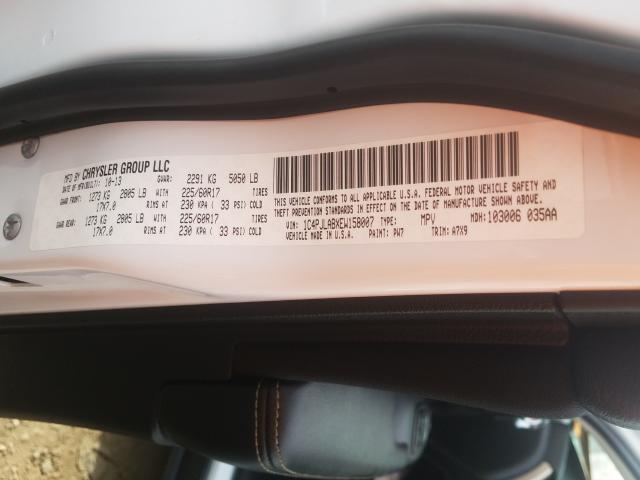 MFD BY CHRYSLER GROUP LLC
DATE OF MFR(BUILT): 10-13 GVWR: 2291 KG 5050 LB
GAWR FRONT: 1273 KG 2805 LB WITH 225/60R17 TIRES
17X7.0 RIMS AT 230 KPA ( 33 PSI) COLD
GAWR REAR: 1273 KG 2805 LB WITH 225/60R17 TIRES
17X7.0 RIMS AT 230 KPA ( 33 PSI) COLD
THIS VEHICLE CONFORMS TO ALL APPLICABLE U.S.A. FEDERAL MOTOR VEHICLE SAFETY AND
THEFT PREVENTION STANDARDS IN EFFECT ON THE DATE OF MANUFACTURE SHOWN ABOVE.
VIN: 1C4PJLABXEW158007 TYPE: MPV MDH: 103006 035AA
VEHICLE MADE IN U.S.A. PAINT: PW7 TRIM: A7X9